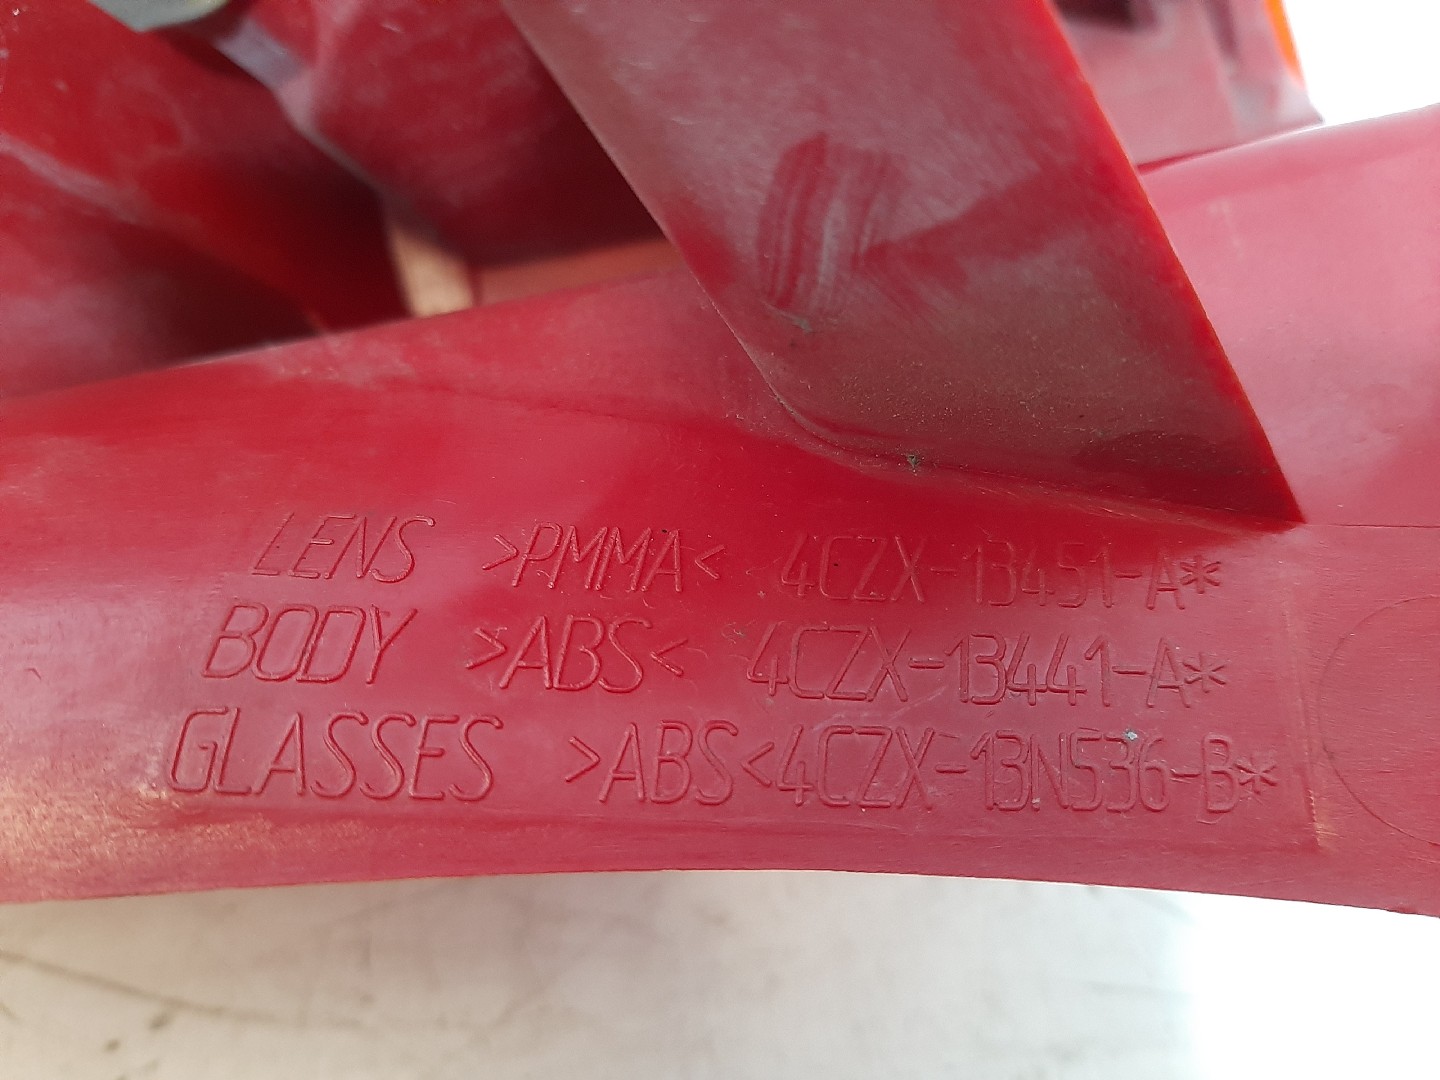 LENS >PMMA< 4CZX-13451-A*
BODY >ABS< 4CZX-13441-A*
GLASSES >ABS<4CZX-13N536-B*